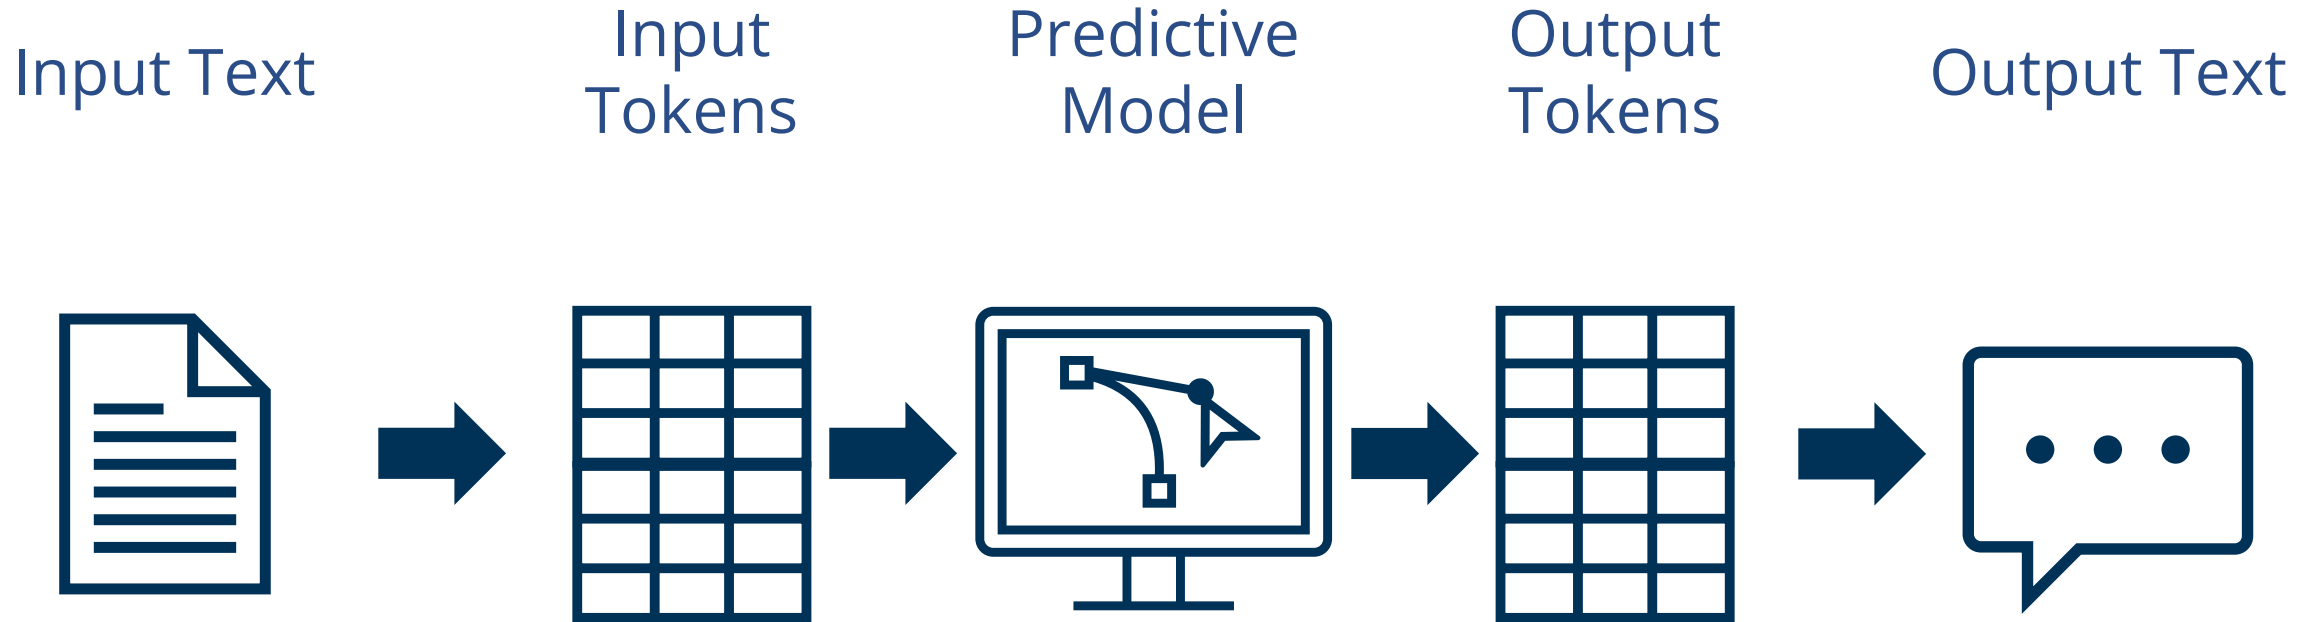 Input Text
Input
Tokens
Predictive
Model
Output
Tokens
Output Text